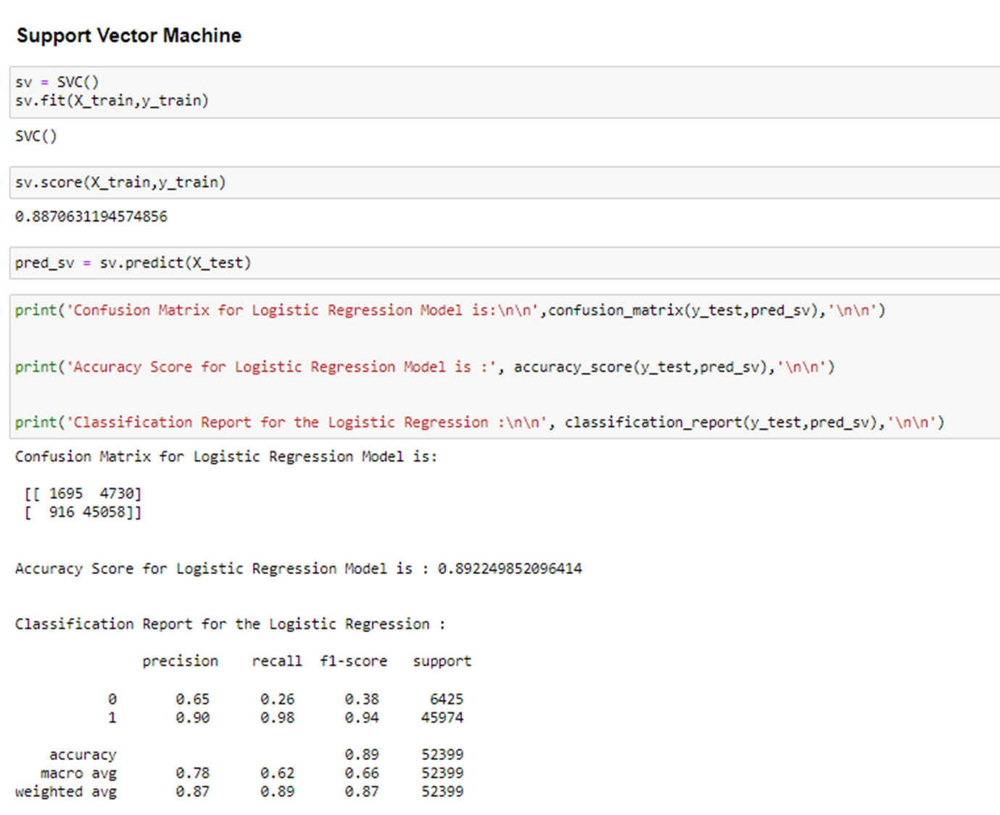 Support Vector Machine
sv = SVC()
sv.fit(X_train,y_train)
SVC()
sv.score(X_train,y_train)
0.8870631194574856
pred_sv = sv.predict(X_test)
print('Confusion Matrix for Logistic Regression Model is:\n\n',confusion_matrix(y_test,pred_sv),'\n\n')
print('Accuracy Score for Logistic Regression Model is :', accuracy_score(y_test,pred_sv),'\n\n')
print('Classification Report for the Logistic Regression :\n\n', classification_report(y_test,pred_sv),'\n\n')
Confusion Matrix for Logistic Regression Model is:
[[ 1695  4730]
[  916 45058]]
Accuracy Score for Logistic Regression Model is : 0.892249852096414
Classification Report for the Logistic Regression :
precision recall f1-score support
0 0.65 0.26 0.38 6425
1 0.90 0.98 0.94 45974
accuracy 0.89 52399
macro avg 0.78 0.62 0.66 52399
weighted avg 0.87 0.89 0.87 52399